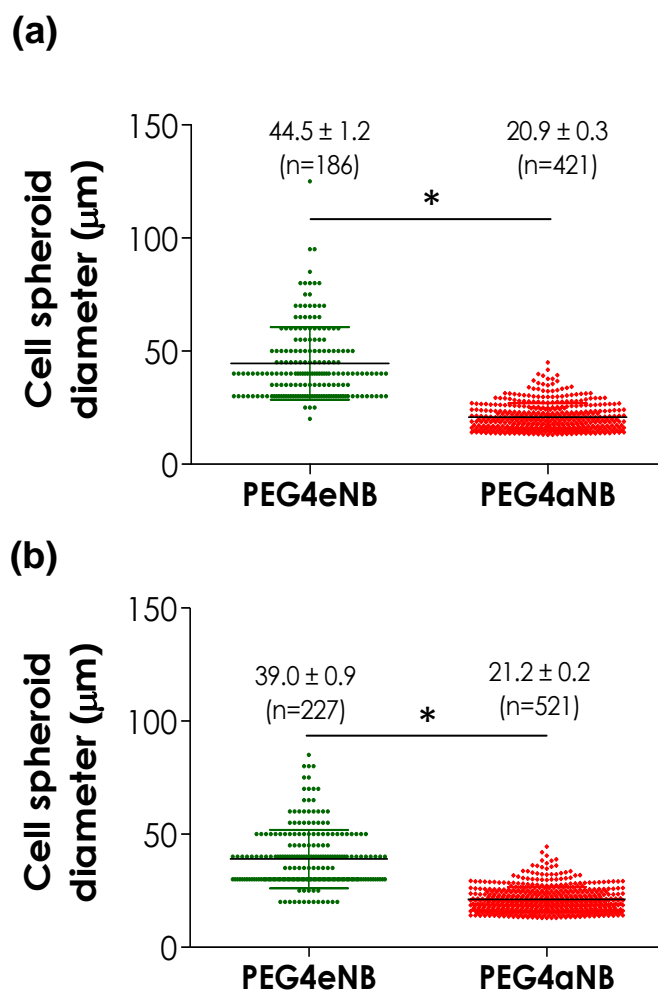 (a)
150
100
50
0
Cell spheroid
diameter (μm)
44.5 ± 1.2
(n=186)
20.9 ± 0.3
(n=421)
*
PEG4eNB
PEG4aNB
(b)
150
100
50
0
Cell spheroid
diameter (μm)
39.0 ± 0.9
(n=227)
21.2 ± 0.2
(n=521)
*
PEG4eNB
PEG4aNB